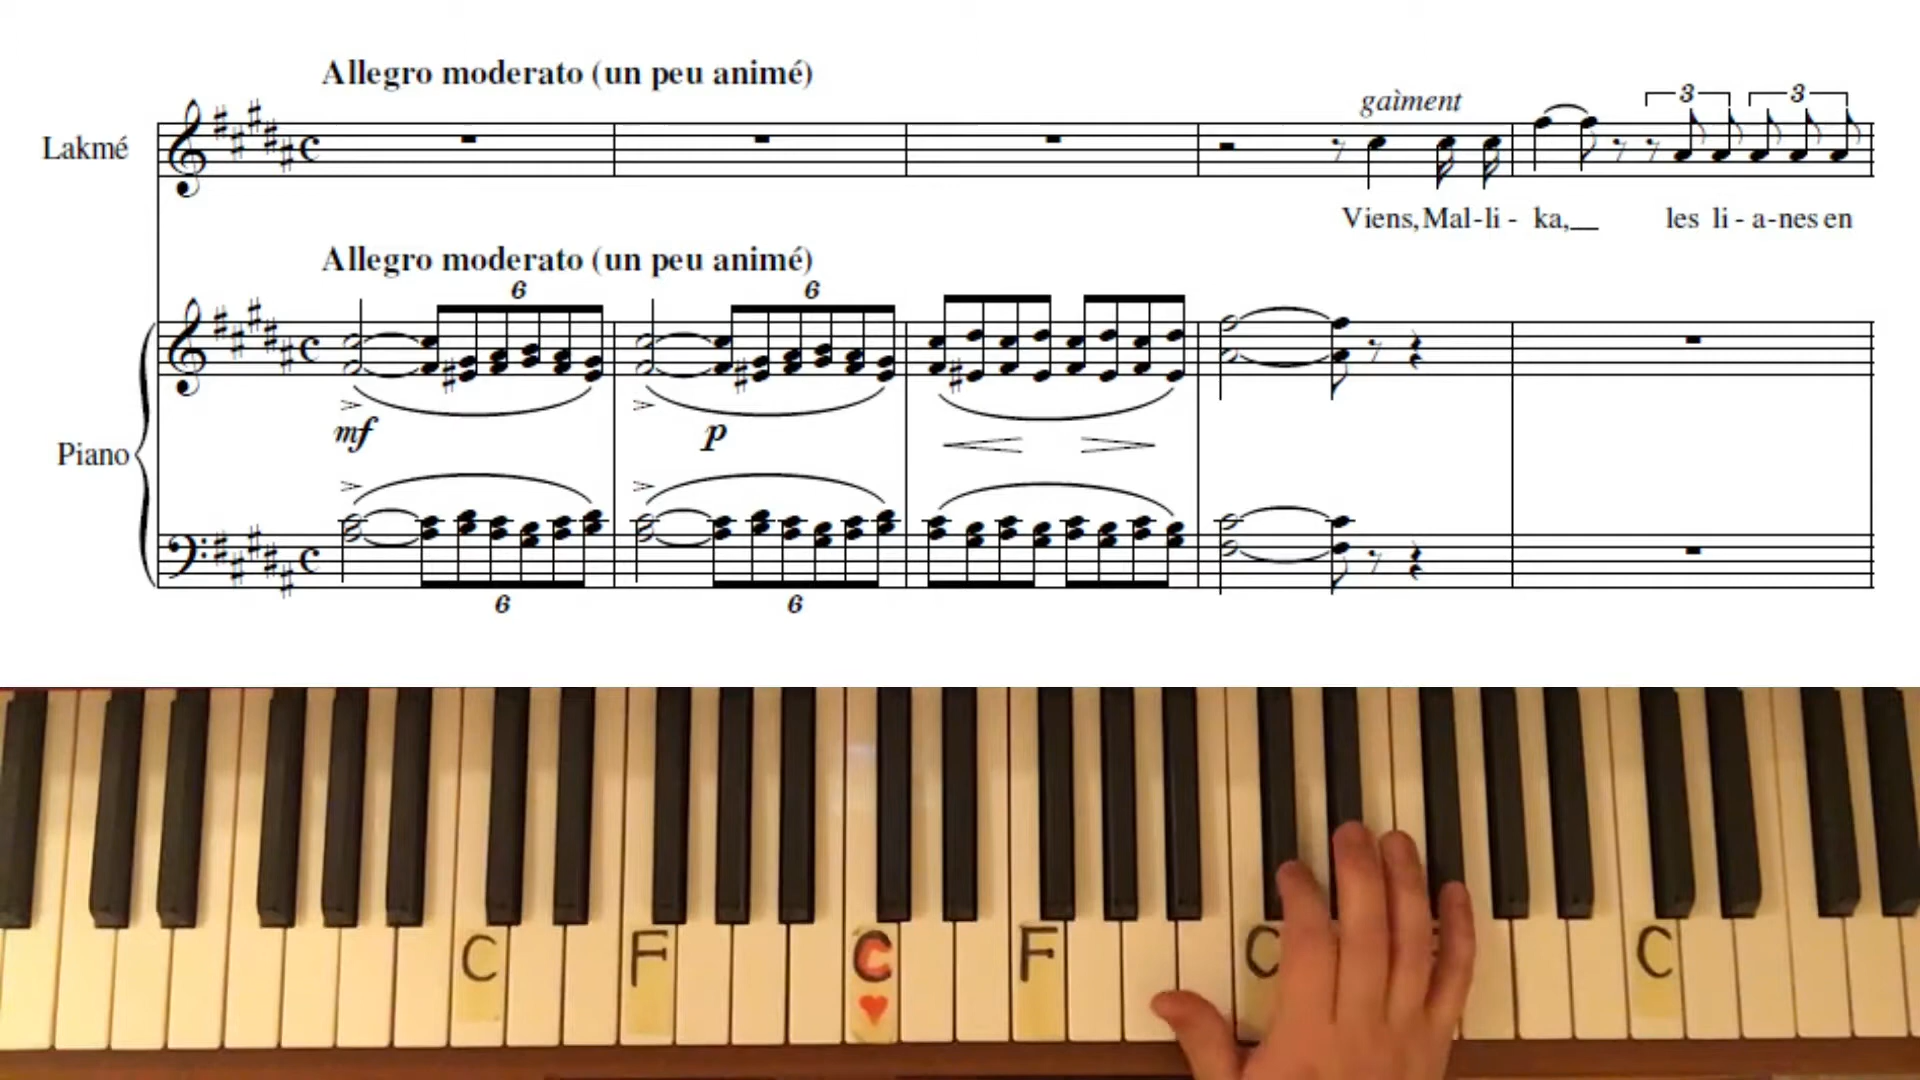 Allegro moderato (un peu animé)
gaìment
3 3
Lakmé
Viens, Mal-li - ka, les li - a-nes en
Allegro moderato (un peu animé)
6 6
mf p
Piano
6 6
C F C F C C